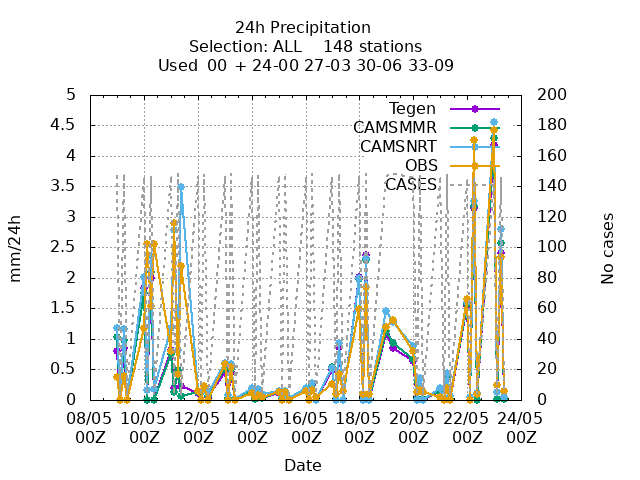 24h Precipitation
Selection: ALL 148 stations
Used 00 + 24-00 27-03 30-06 33-09
5
4.5
4
3.5
3
2.5
2
1.5
1
0.5
0
mm/24h
200
180
160
140
120
100
80
60
40
20
0
No cases
Tegen
CAMSMMR
CAMSNRT
OBS
CASES
08/05 10/05 12/05 14/05 16/05 18/05 20/05 22/05 24/05
00Z 00Z 00Z 00Z 00Z 00Z 00Z 00Z 00Z
Date